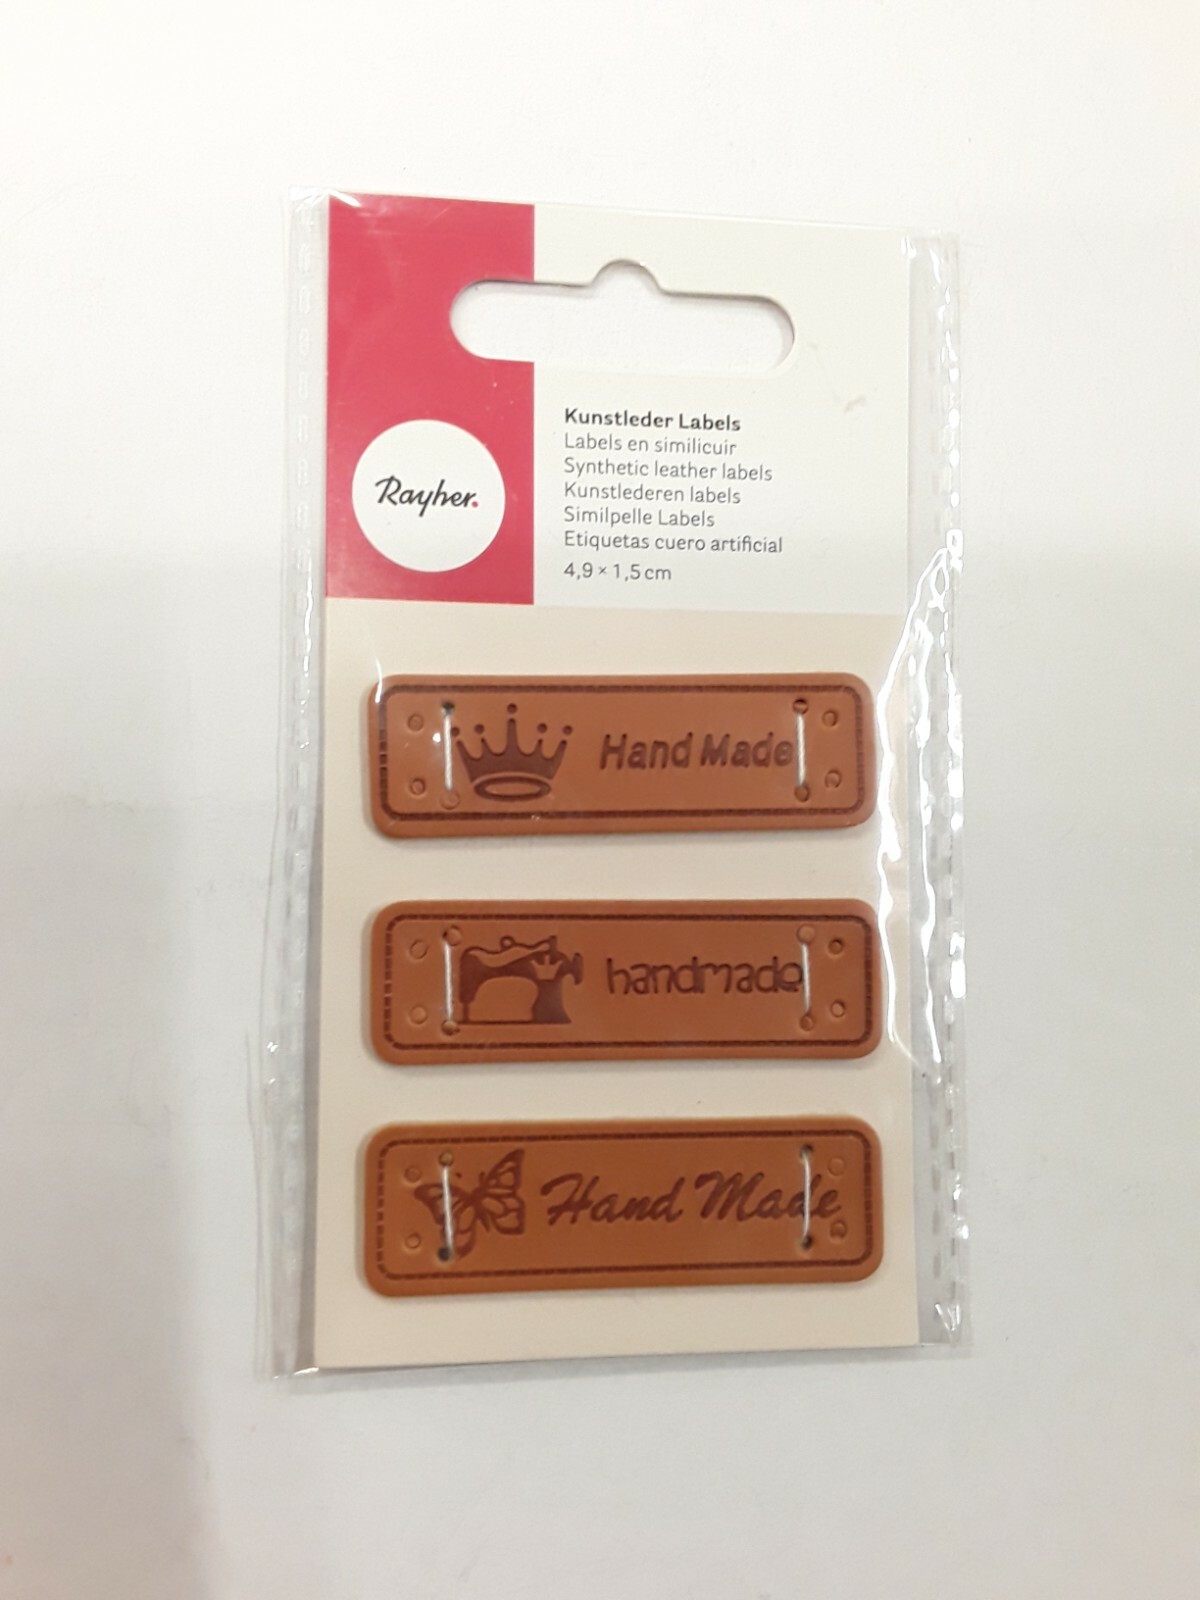 Rayher.
Kunstleder Labels
Labels en similicuir
Synthetic leather labels
Kunstlederen labels
Similpelle Labels
Etiquetas cuero artificial
4,9 × 1,5 cm
Hand Made
handmade
Hand Made